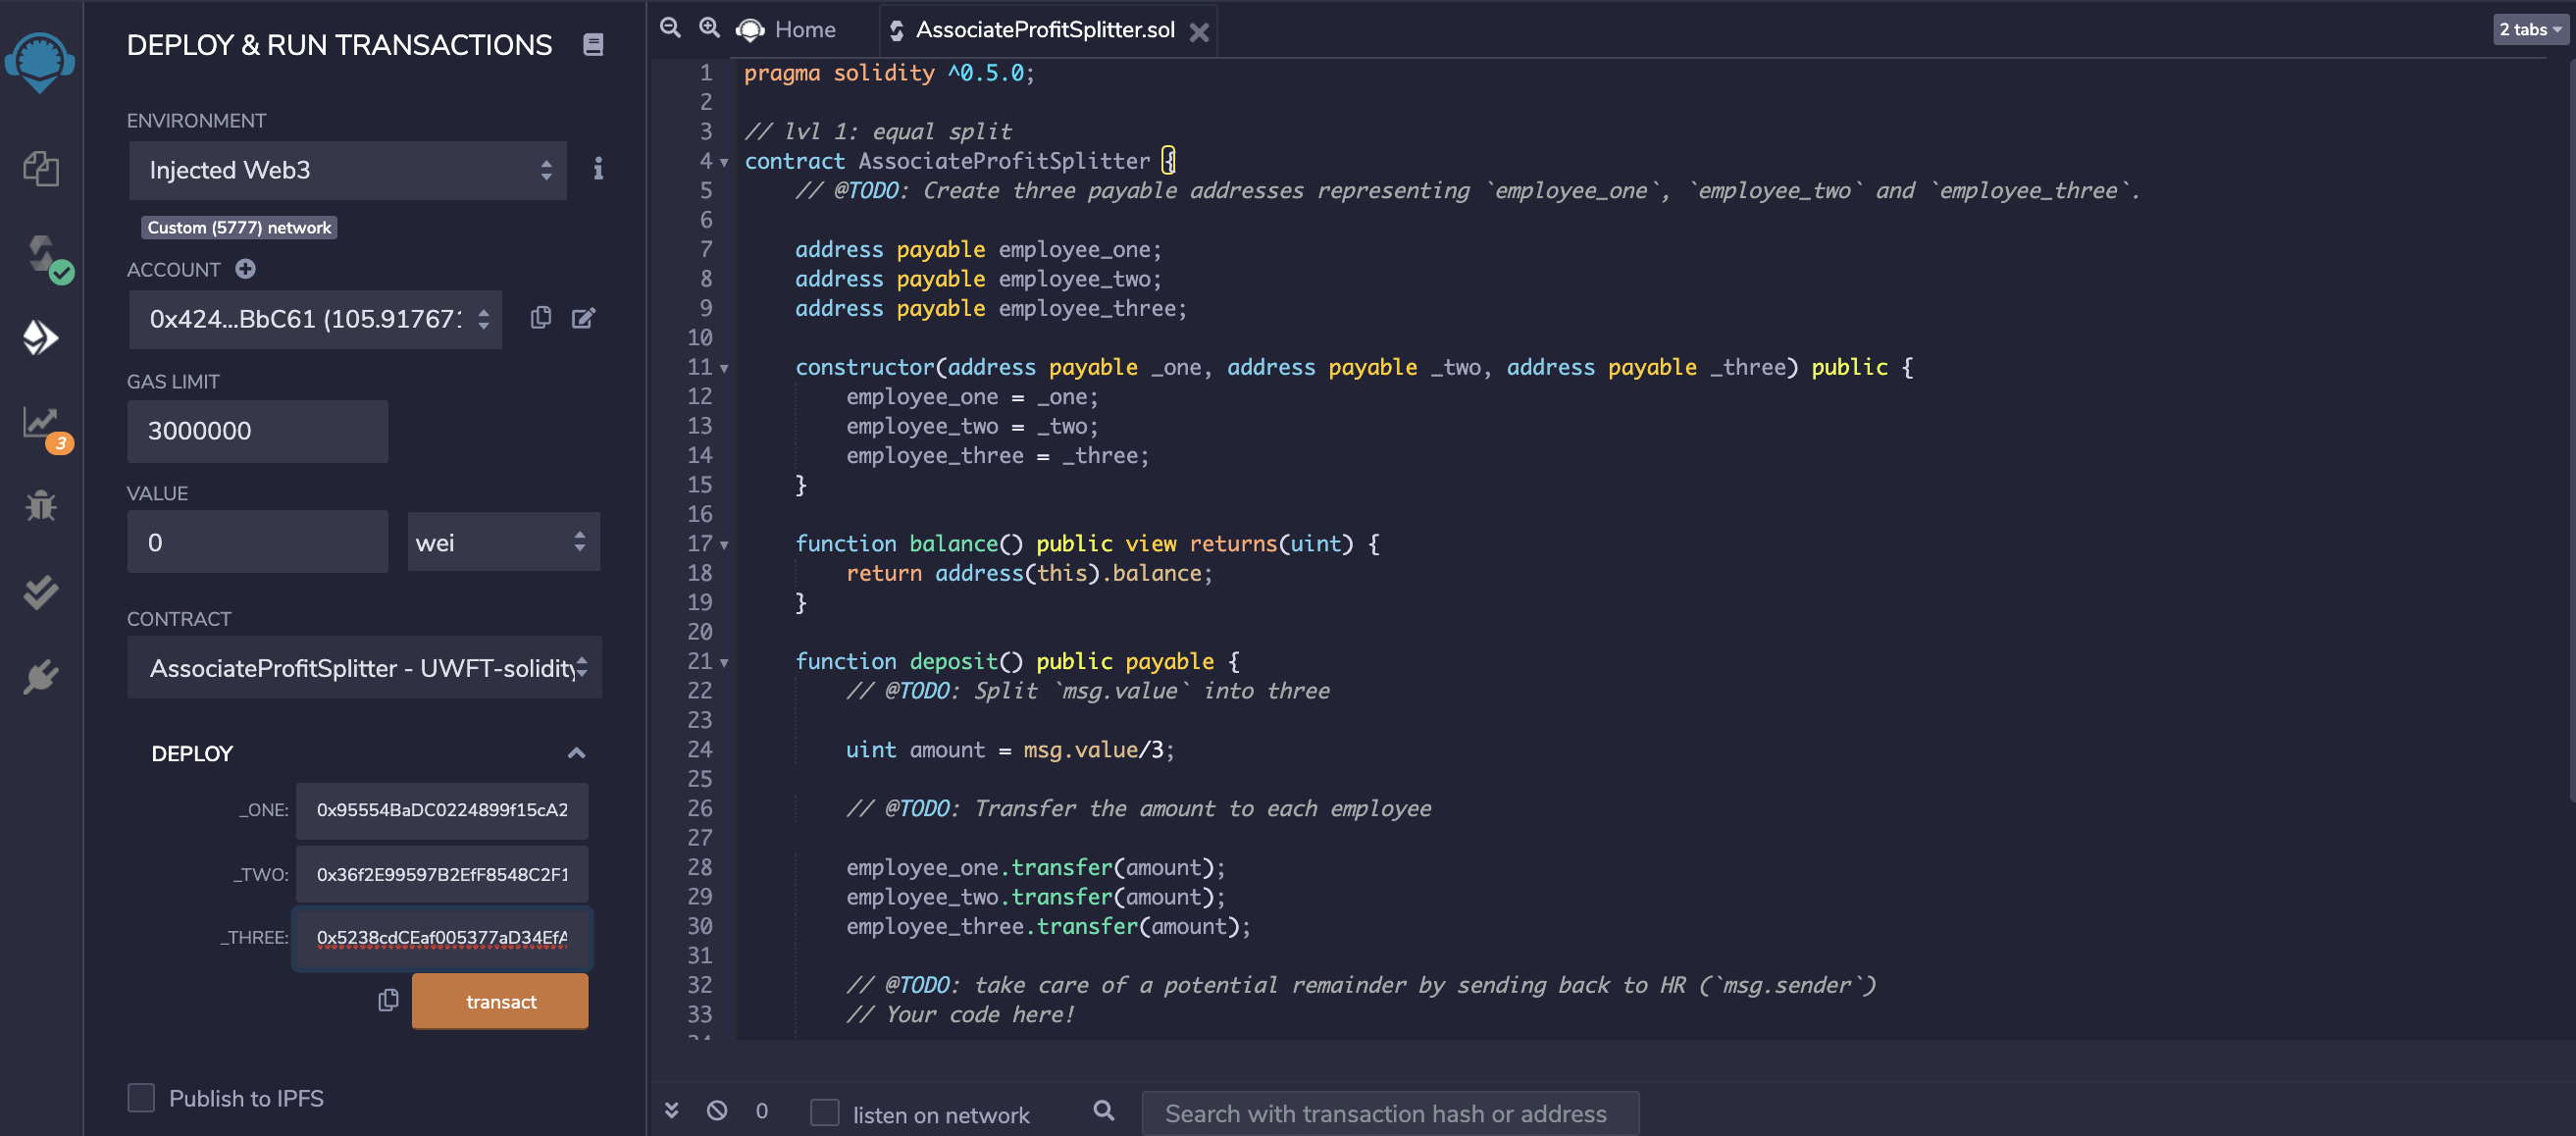 DEPLOY & RUN TRANSACTIONS
ENVIRONMENT
Injected Web3
Custom (5777) network
ACCOUNT
0x424...BbC61 (105.917671
GAS LIMIT
3000000
VALUE
0
wei
CONTRACT
AssociateProfitSplitter - UWFT-solidity
DEPLOY
_ONE: 0x95554BaDC0224899f15cA2
_TWO: 0x36f2E99597B2EfF8548C2F1
_THREE: 0x5238cdCEaf005377aD34EfA
transact
Publish to IPFS
3
Home
AssociateProfitSplitter.sol
2 tabs
1 pragma solidity ^0.5.0;
2
3 // lvl 1: equal split
4 contract AssociateProfitSplitter {
5 // @TODO: Create three payable addresses representing `employee_one`, `employee_two` and `employee_three`.
6
7 address payable employee_one;
8 address payable employee_two;
9 address payable employee_three;
10
11 constructor(address payable _one, address payable _two, address payable _three) public {
12 employee_one = _one;
13 employee_two = _two;
14 employee_three = _three;
15 }
16
17 function balance() public view returns(uint) {
18 return address(this).balance;
19 }
20
21 function deposit() public payable {
22 // @TODO: Split `msg.value` into three
23
24 uint amount = msg.value/3;
25
26 // @TODO: Transfer the amount to each employee
27
28 employee_one.transfer(amount);
29 employee_two.transfer(amount);
30 employee_three.transfer(amount);
31
32 // @TODO: take care of a potential remainder by sending back to HR (`msg.sender`)
33 // Your code here!
0
listen on network
Search with transaction hash or address